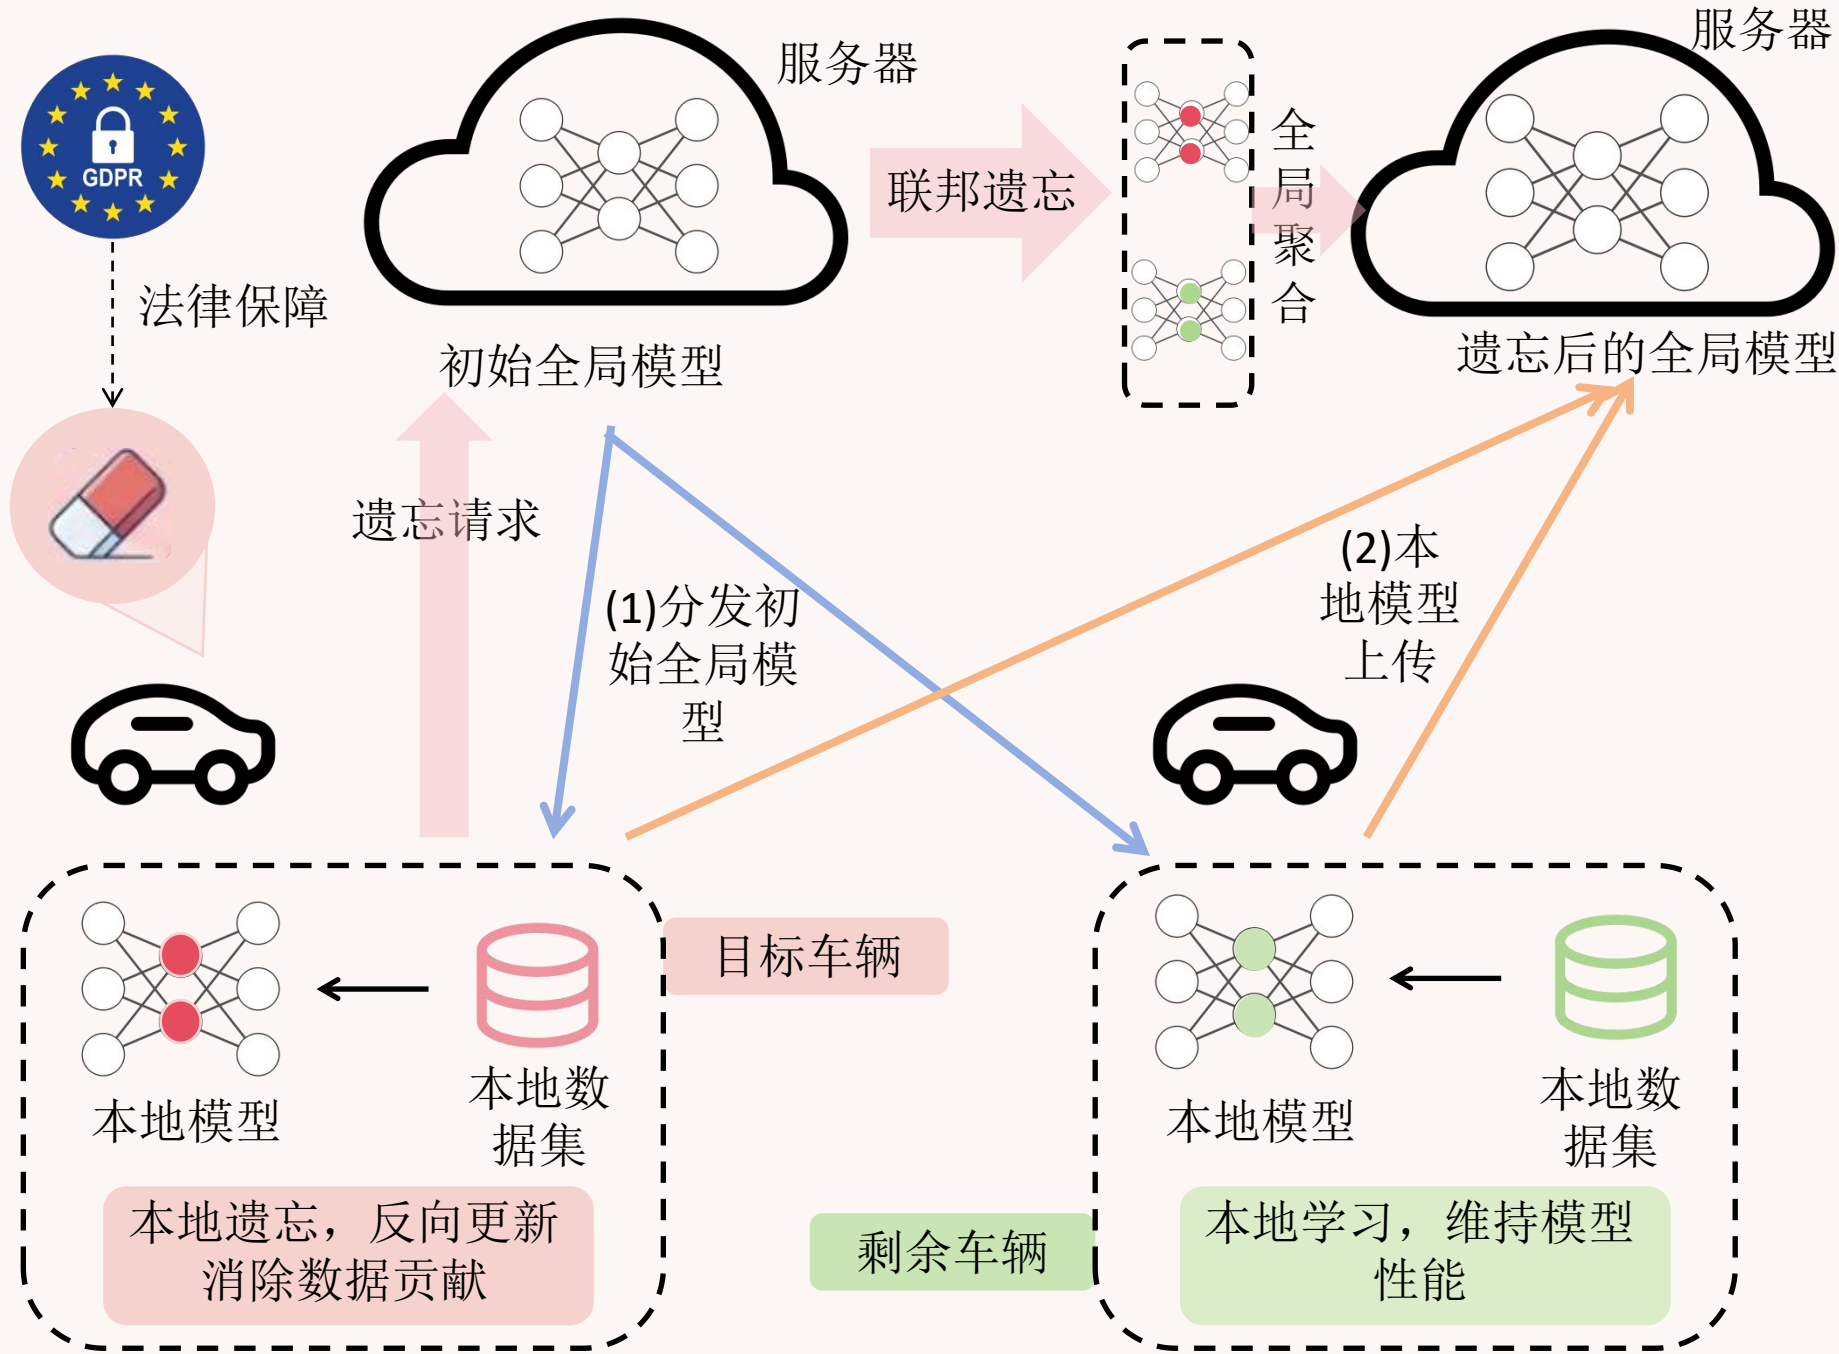 服务器
服务器
GDPR
联邦遗忘
全
局
聚
合
法律保障
初始全局模型
遗忘后的全局模型
遗忘请求
(1)分发初
始全局模
型
(2)本
地模型
上传
目标车辆
本地模型
本地数
据集
本地遗忘，反向更新
消除数据贡献
剩余车辆
本地模型
本地数
据集
本地学习，维持模型
性能